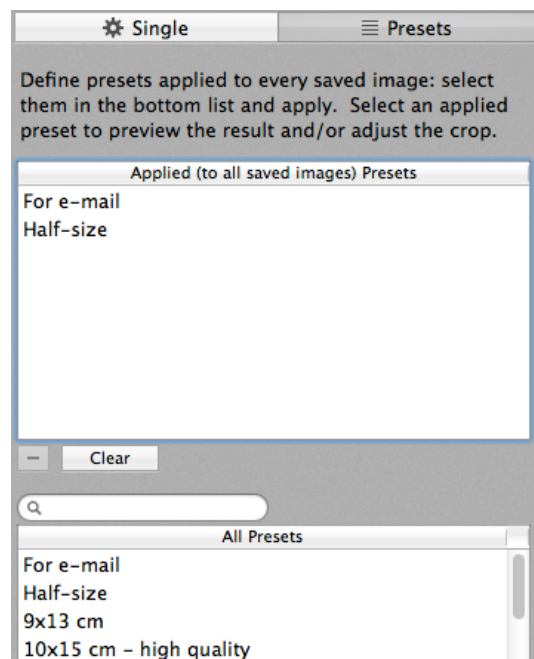 Single
Presets
Define presets applied to every saved image: select
them in the bottom list and apply.  Select an applied
preset to preview the result and/or adjust the crop.
Applied (to all saved images) Presets
For e-mail
Half-size
Clear
All Presets
For e-mail
Half-size
9x13 cm
10x15 cm – high quality